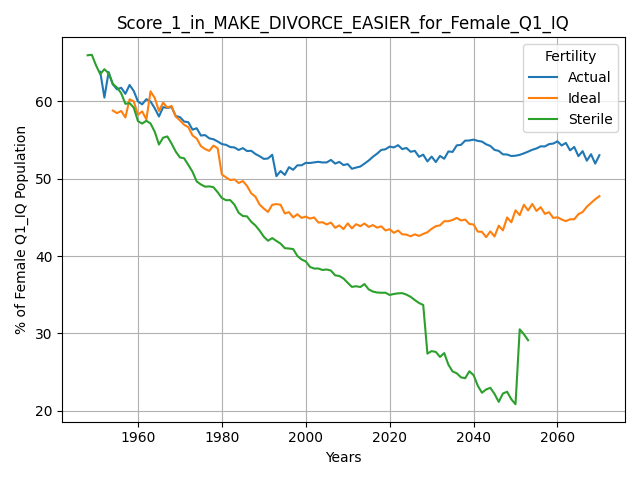 Score_1_in_MAKE_DIVORCE_EASIER_for_Female_Q1_IQ
Fertility
Actual
Ideal
Sterile
% of Female Q1_IQ Population
60
50
40
30
20
1960
1980
2000
2020
2040
2060
Years